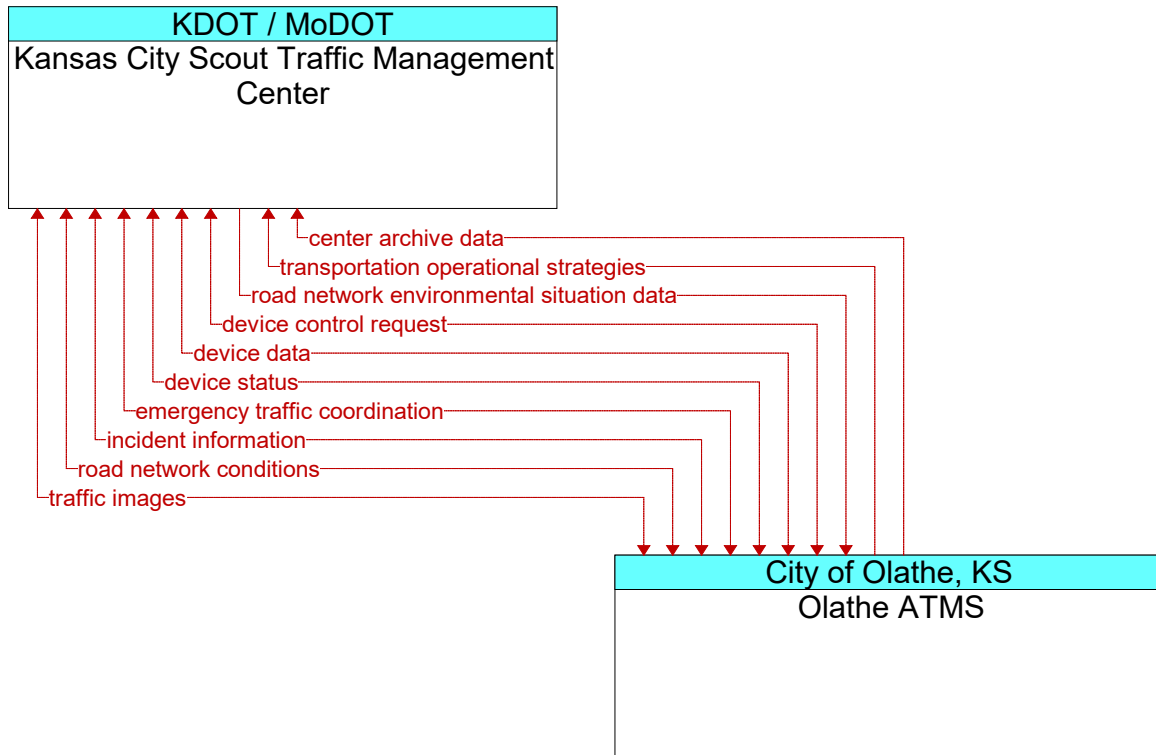 KDOT / MoDOT
Kansas City Scout Traffic Management
Center
center archive data
transportation operational strategies
road network environmental situation data
device control request
device data
device status
emergency traffic coordination
incident information
road network conditions
traffic images
City of Olathe, KS
Olathe ATMS